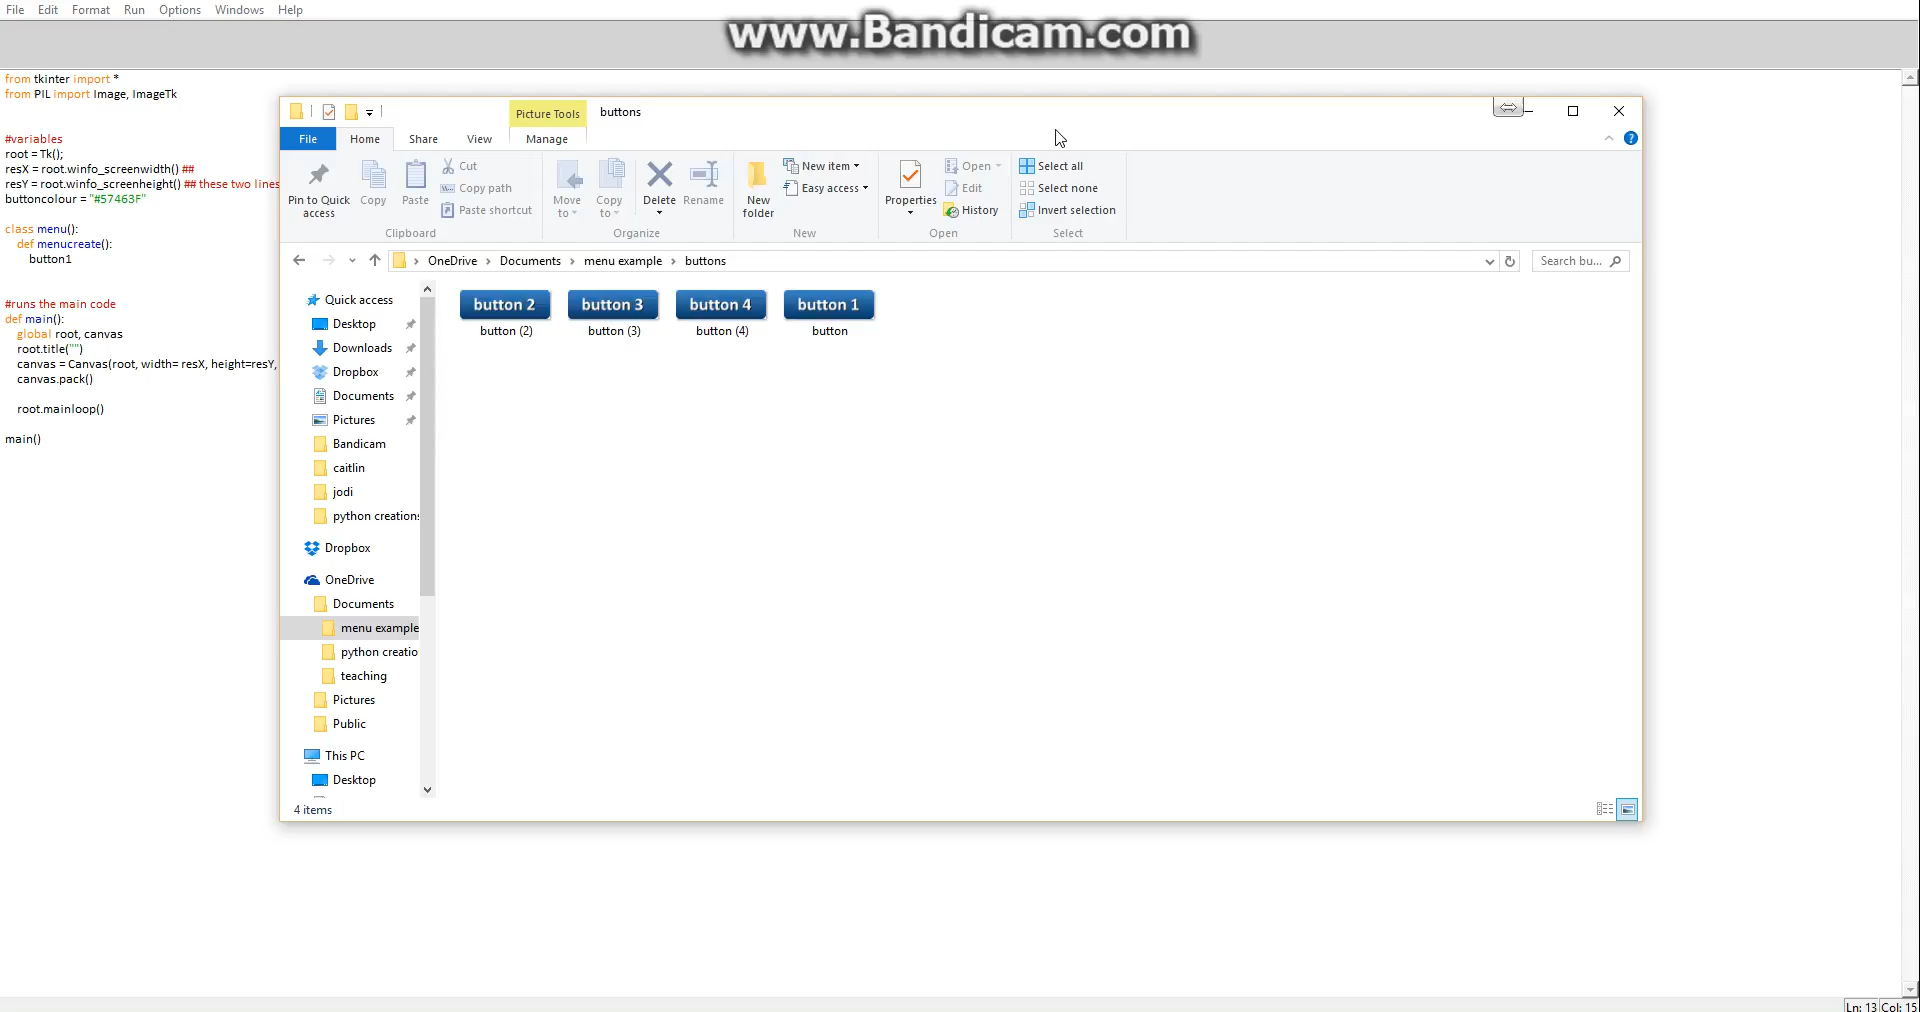 File Edit Format Run Options Windows Help
www.Bandicam.com
from tkinter import *
from PIL import Image, ImageTk
#variables
root = Tk();
resX = root.winfo_screenwidth() ##
resY = root.winfo_screenheight() ## these two lines
buttoncolour = "#57463F"
class menu():
def menucreate():
button1
#runs the main code
def main():
global root, canvas
root.title("")
canvas = Canvas(root, width= resX, height=resY,
canvas.pack()
root.mainloop()
main()
Picture Tools buttons
File Home Share View Manage
Pin to Quick access
Copy
Paste
Cut
Copy path
Paste shortcut
Clipboard
Move to
Copy to
Delete
Rename
Organize
New folder
New item
Easy access
New
Properties
Open
Edit
History
Open
Select all
Select none
Invert selection
Select
OneDrive Documents menu example buttons
Search bu...
Quick access
Desktop
Downloads
Dropbox
Documents
Pictures
Bandicam
caitlin
jodi
python creations
Dropbox
OneDrive
Documents
menu example
python creatio
teaching
Pictures
Public
This PC
Desktop
button 2 button 3 button 4 button 1
button (2) button (3) button (4) button
4 items
Ln: 13 Col: 15